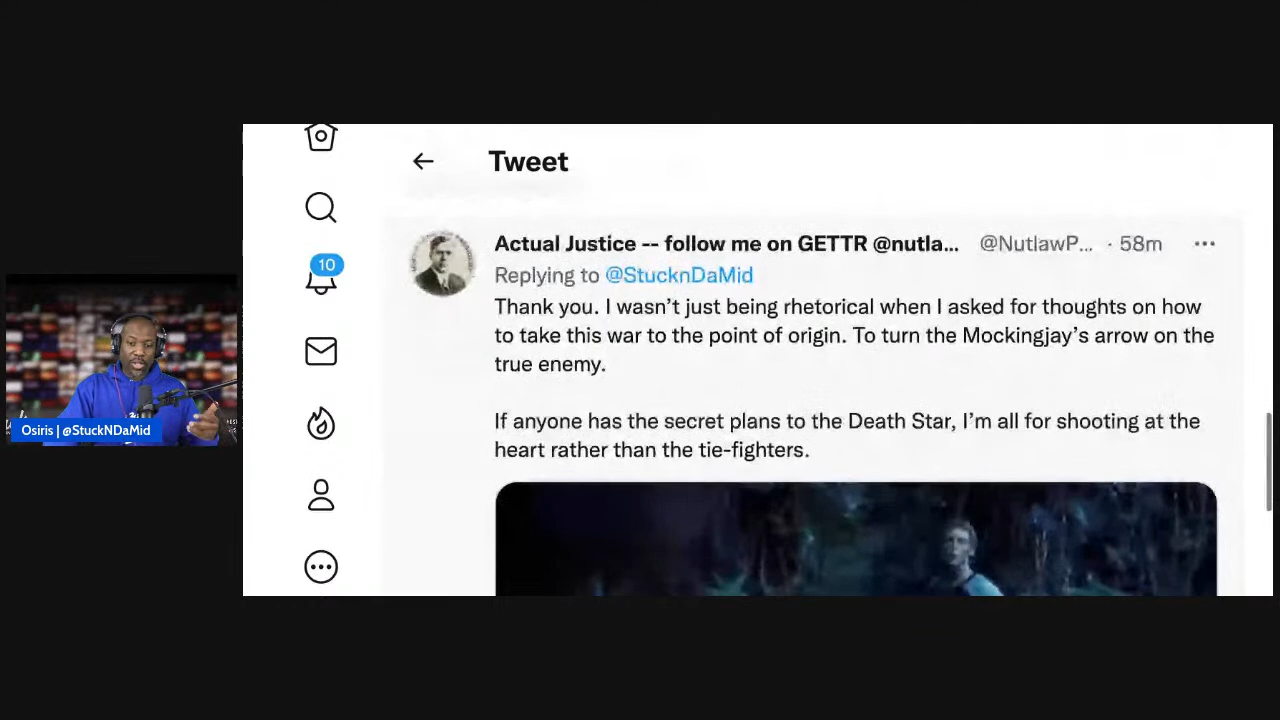 Tweet
10
Actual Justice -- follow me on GETTR @nutla... @NutlawP... · 58m
Replying to @StucknDaMid
Thank you. I wasn’t just being rhetorical when I asked for thoughts on how
to take this war to the point of origin. To turn the Mockingjay’s arrow on the
true enemy.
If anyone has the secret plans to the Death Star, I’m all for shooting at the
heart rather than the tie-fighters.
Osiris | @StuckNDaMid